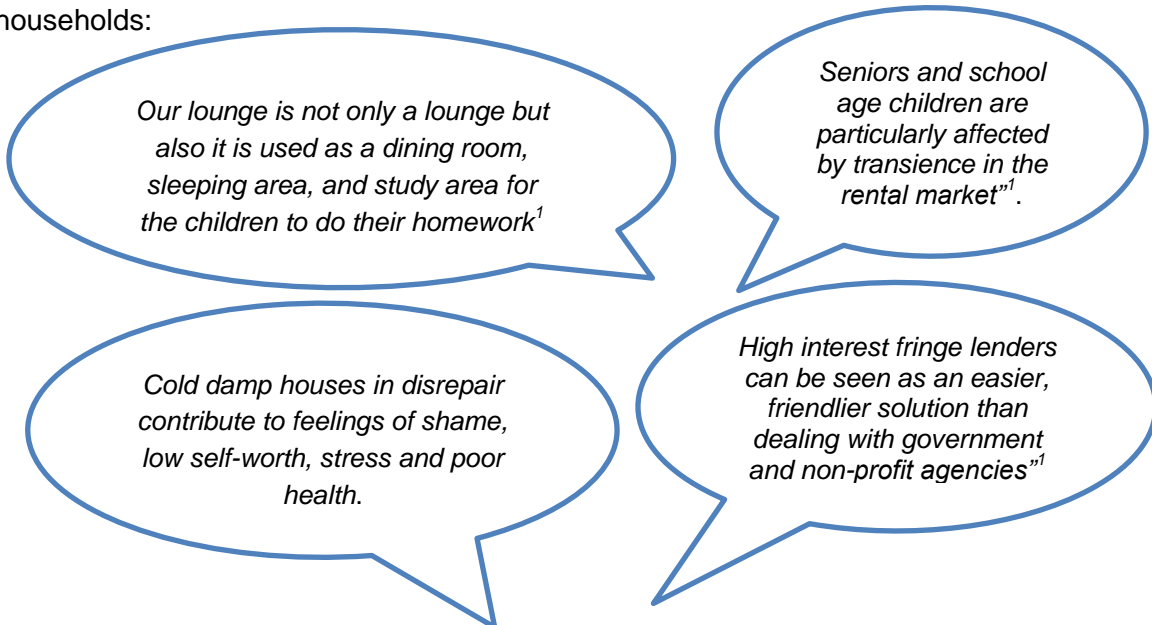 households:
Our lounge is not only a lounge but
also it is used as a dining room,
sleeping area, and study area for
the children to do their homework1
Seniors and school
age children are
particularly affected
by transience in the
rental market”1.
Cold damp houses in disrepair
contribute to feelings of shame,
low self-worth, stress and poor
health.
High interest fringe lenders
can be seen as an easier,
friendlier solution than
dealing with government
and non-profit agencies”1